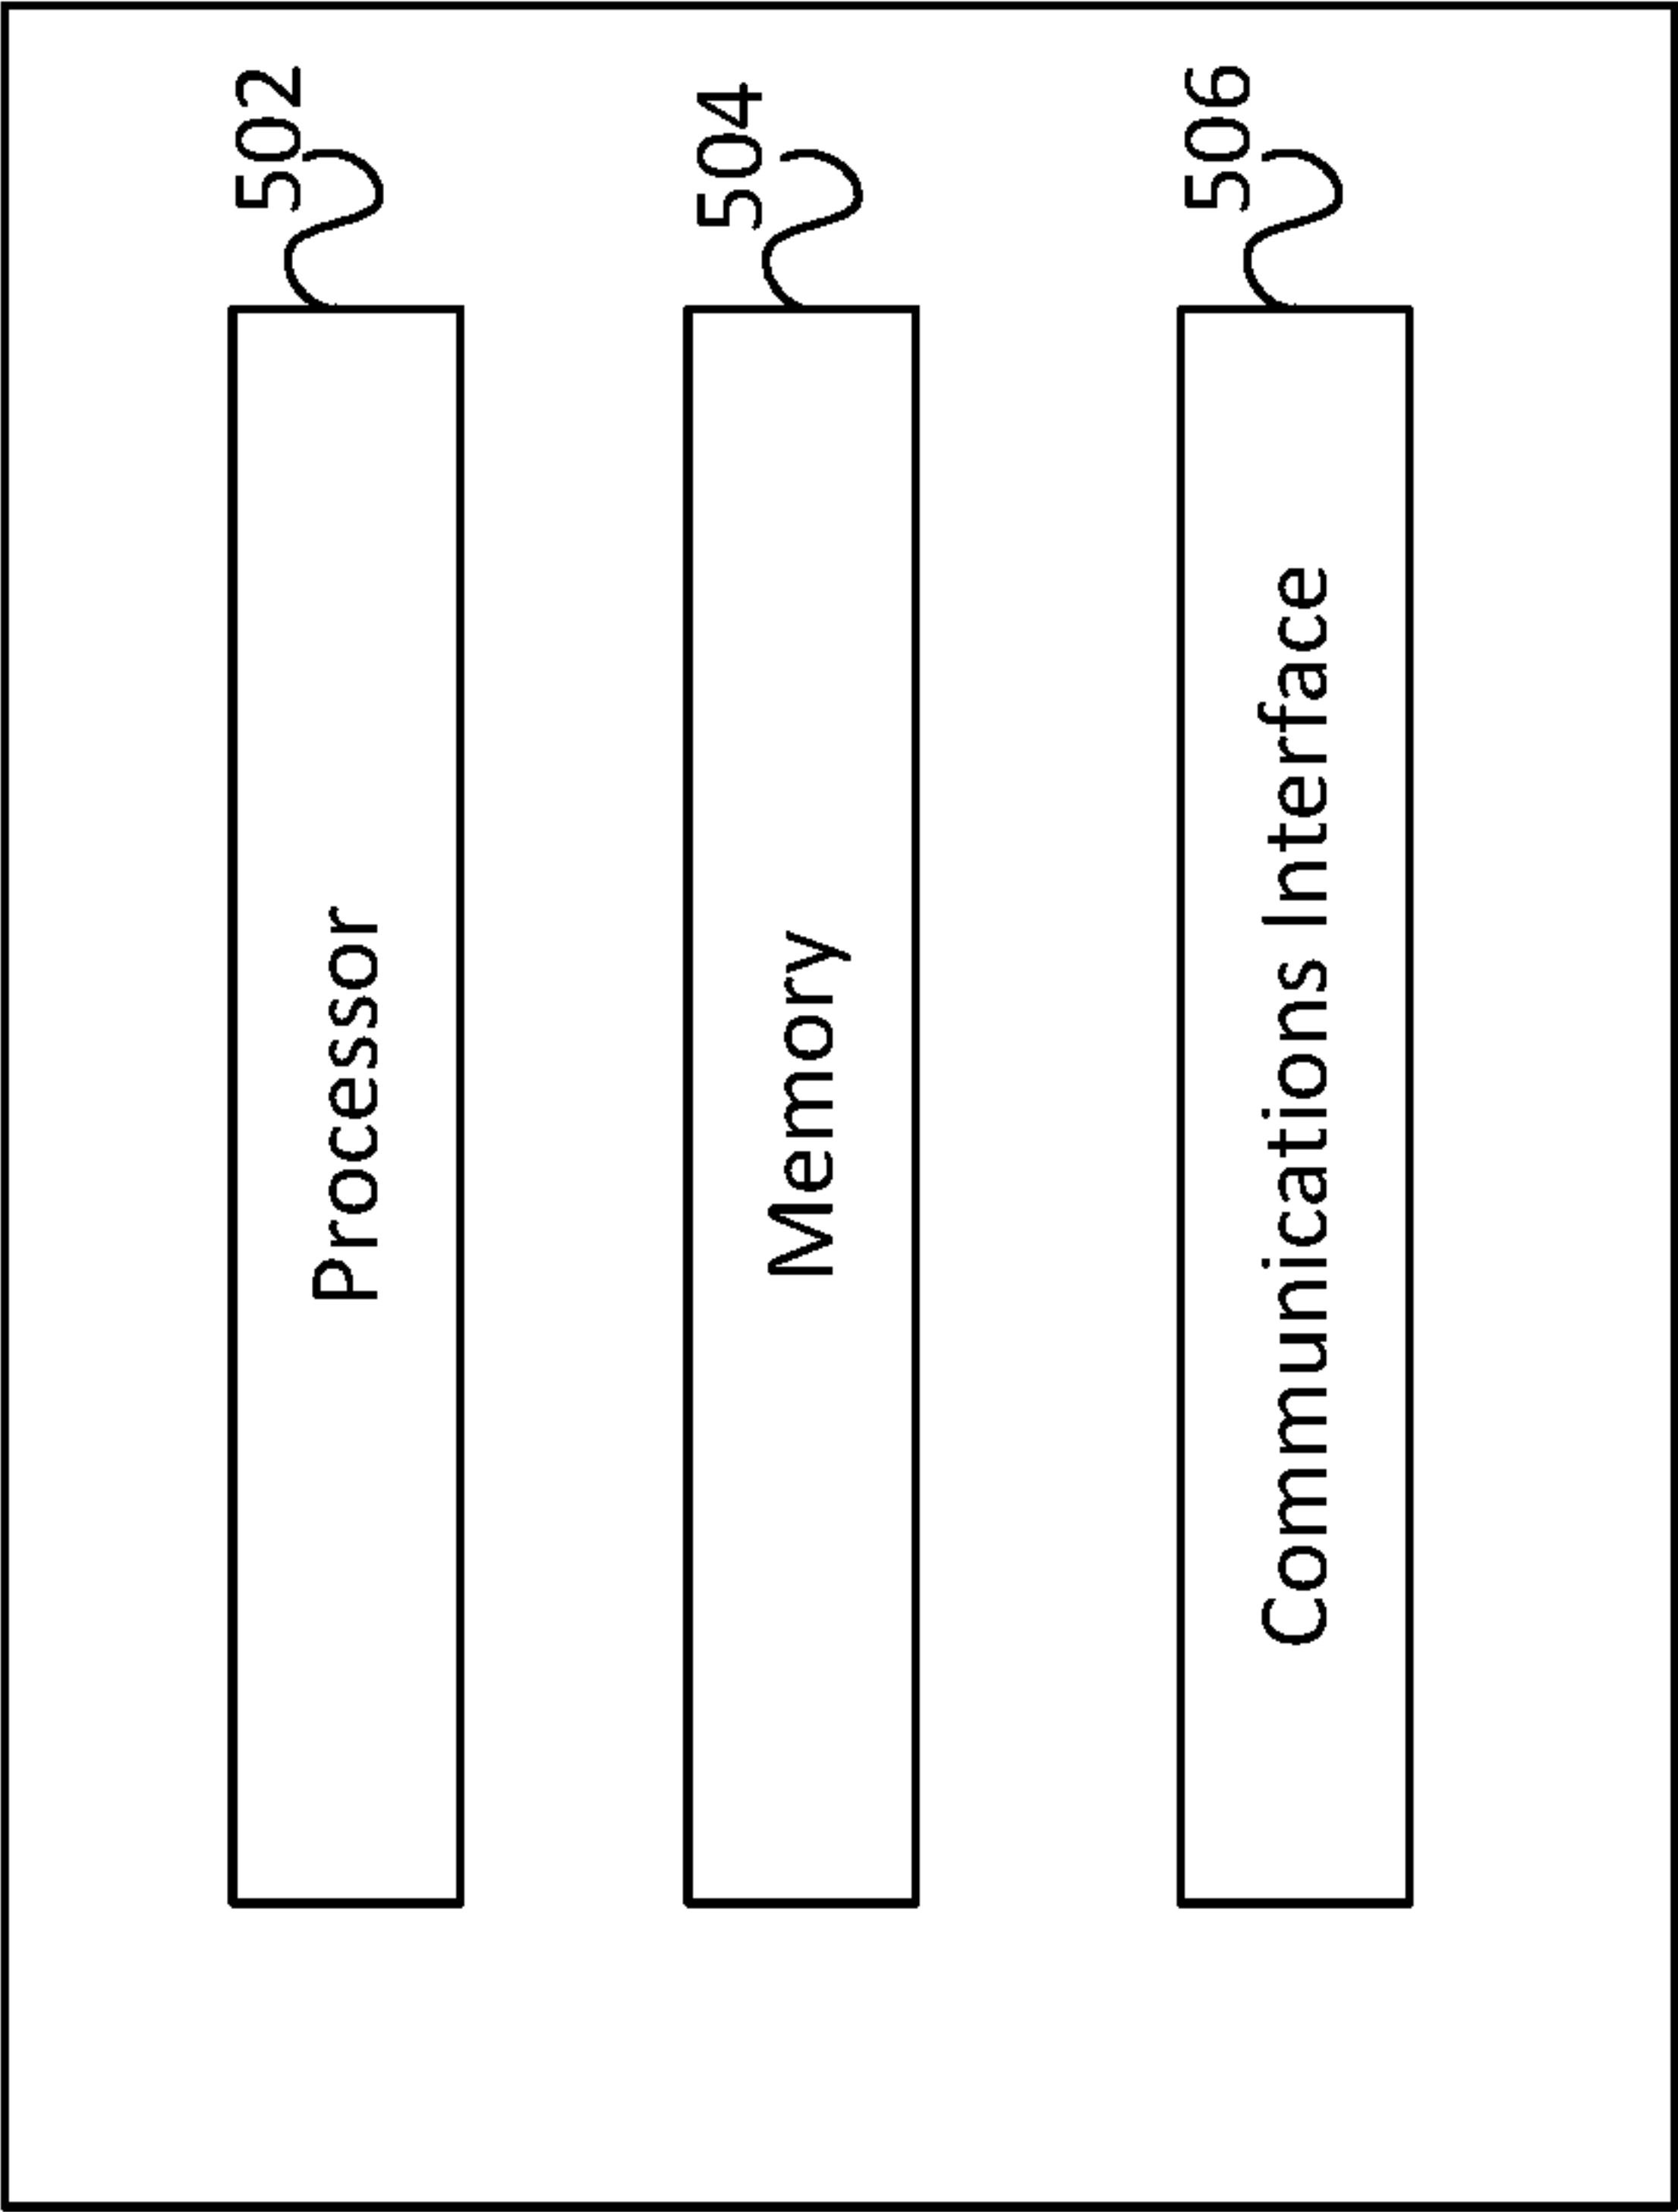 502
Processor
504
Memory
506
Communications Interface